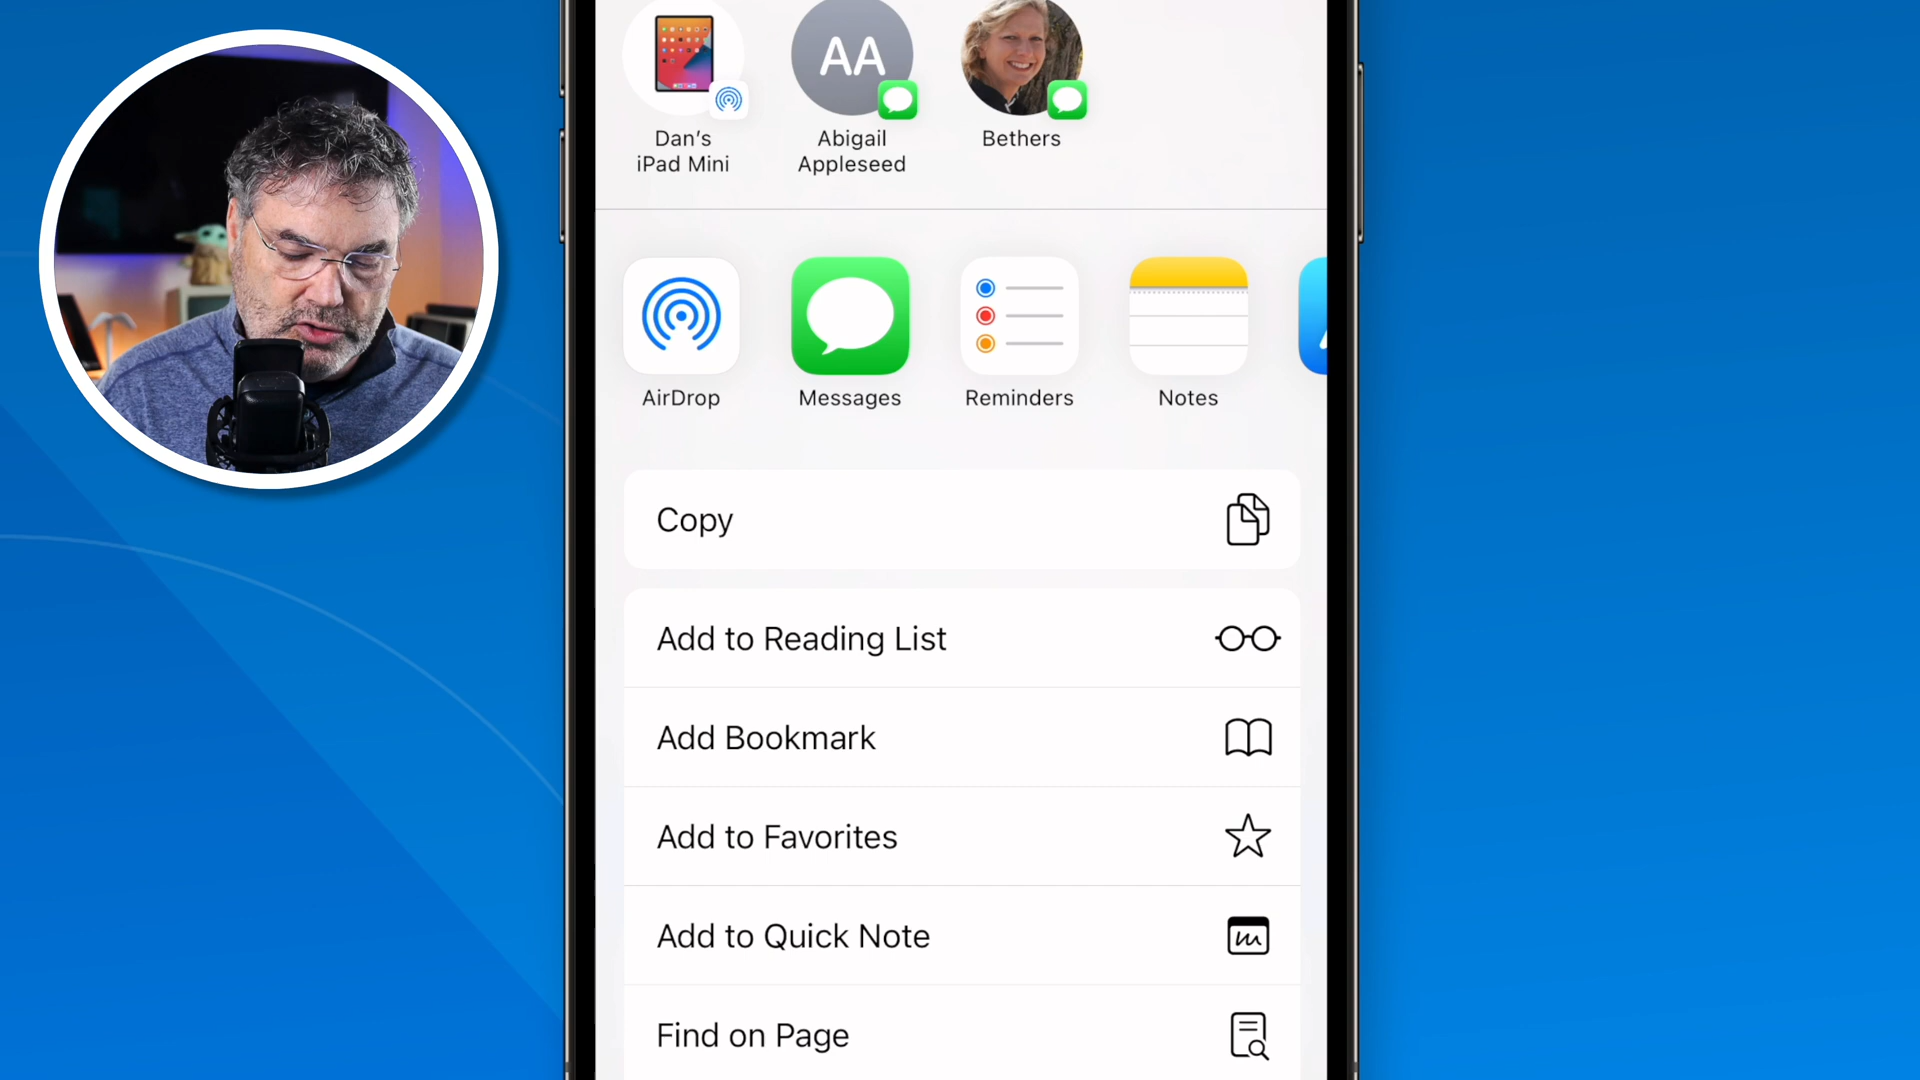 AA
Dan's
iPad Mini
Abigail
Appleseed
Bethers
AirDrop
Messages
Reminders
Notes
Copy
Add to Reading List
Add Bookmark
Add to Favorites
Add to Quick Note
Find on Page